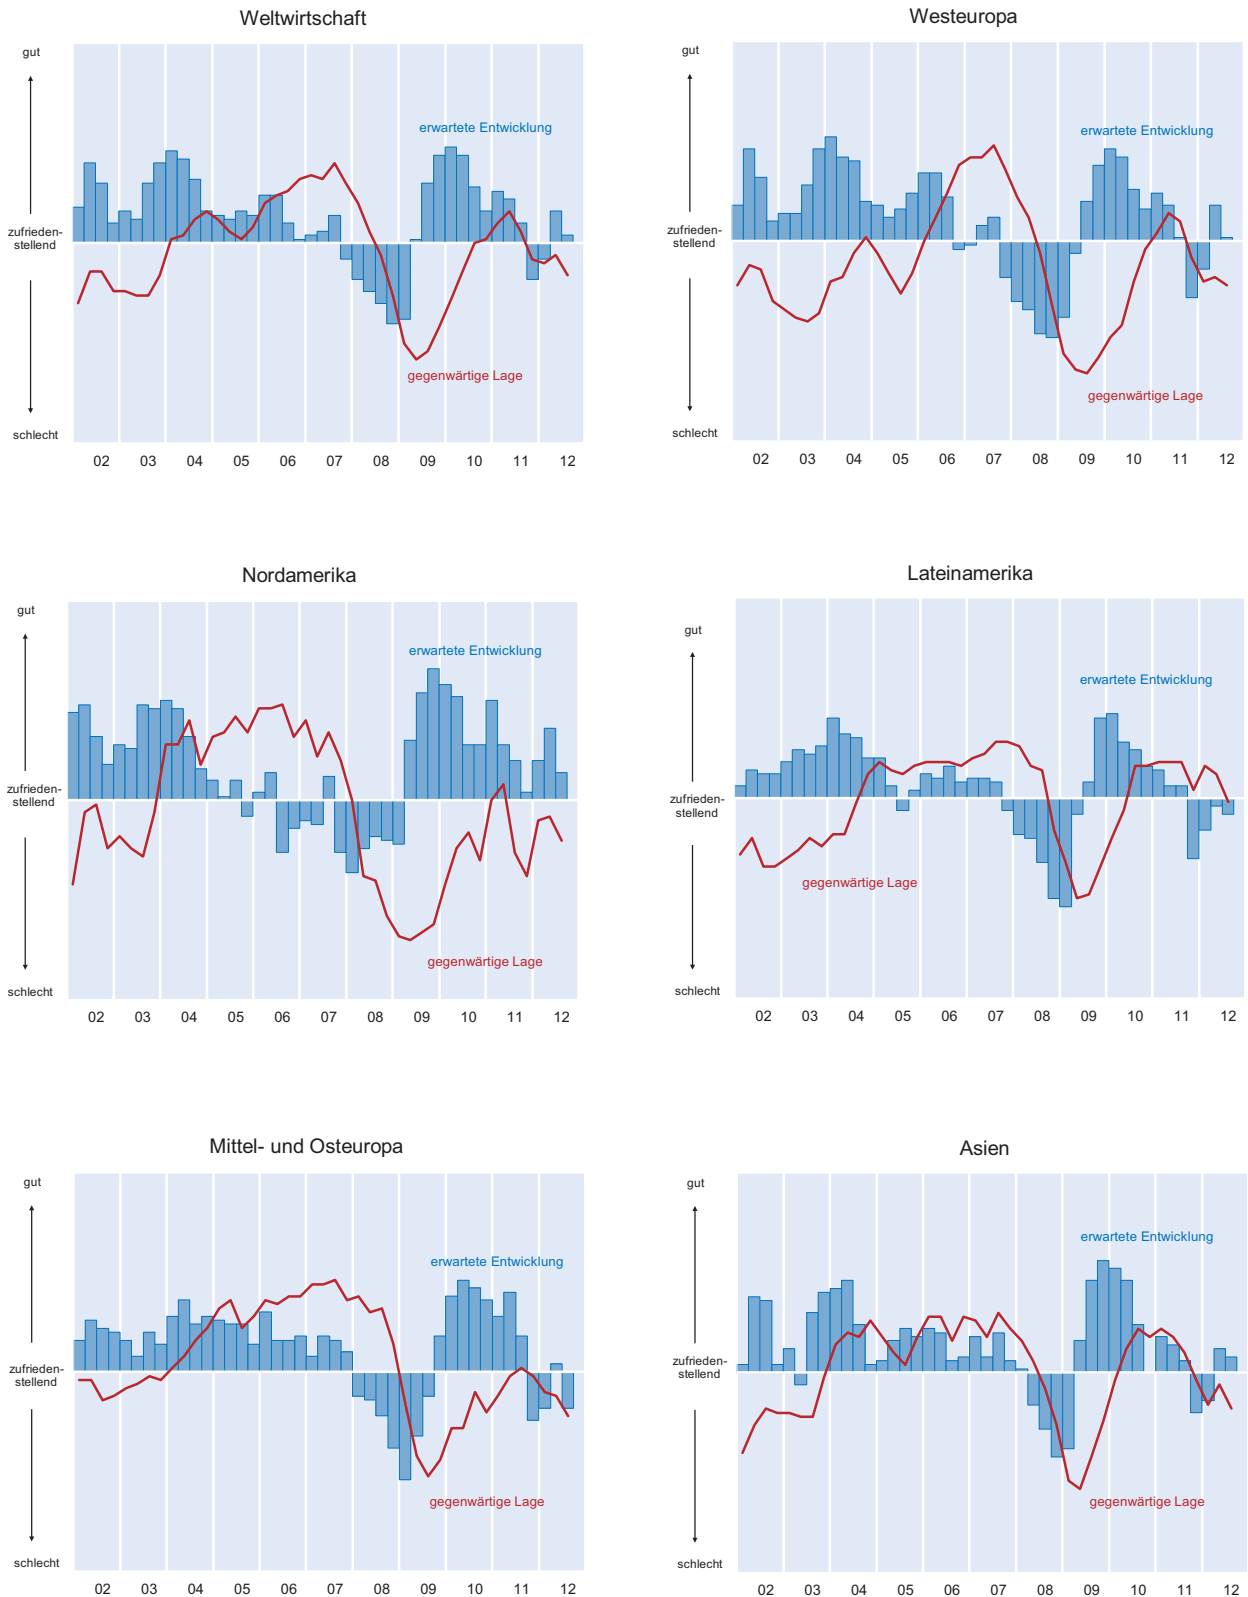 Weltwirtschaft
gut
erwartete Entwicklung
zufrieden-
stellend
gegenwärtige Lage
schlecht
02 03 04 05 06 07 08 09 10 11 12
Westeuropa
gut
erwartete Entwicklung
zufrieden-
stellend
gegenwärtige Lage
schlecht
02 03 04 05 06 07 08 09 10 11 12
Nordamerika
gut
erwartete Entwicklung
zufrieden-
stellend
gegenwärtige Lage
schlecht
02 03 04 05 06 07 08 09 10 11 12
Lateinamerika
gut
erwartete Entwicklung
zufrieden-
stellend
gegenwärtige Lage
schlecht
02 03 04 05 06 07 08 09 10 11 12
Mittel- und Osteuropa
gut
erwartete Entwicklung
zufrieden-
stellend
gegenwärtige Lage
schlecht
02 03 04 05 06 07 08 09 10 11 12
Asien
gut
erwartete Entwicklung
zufrieden-
stellend
gegenwärtige Lage
schlecht
02 03 04 05 06 07 08 09 10 11 12